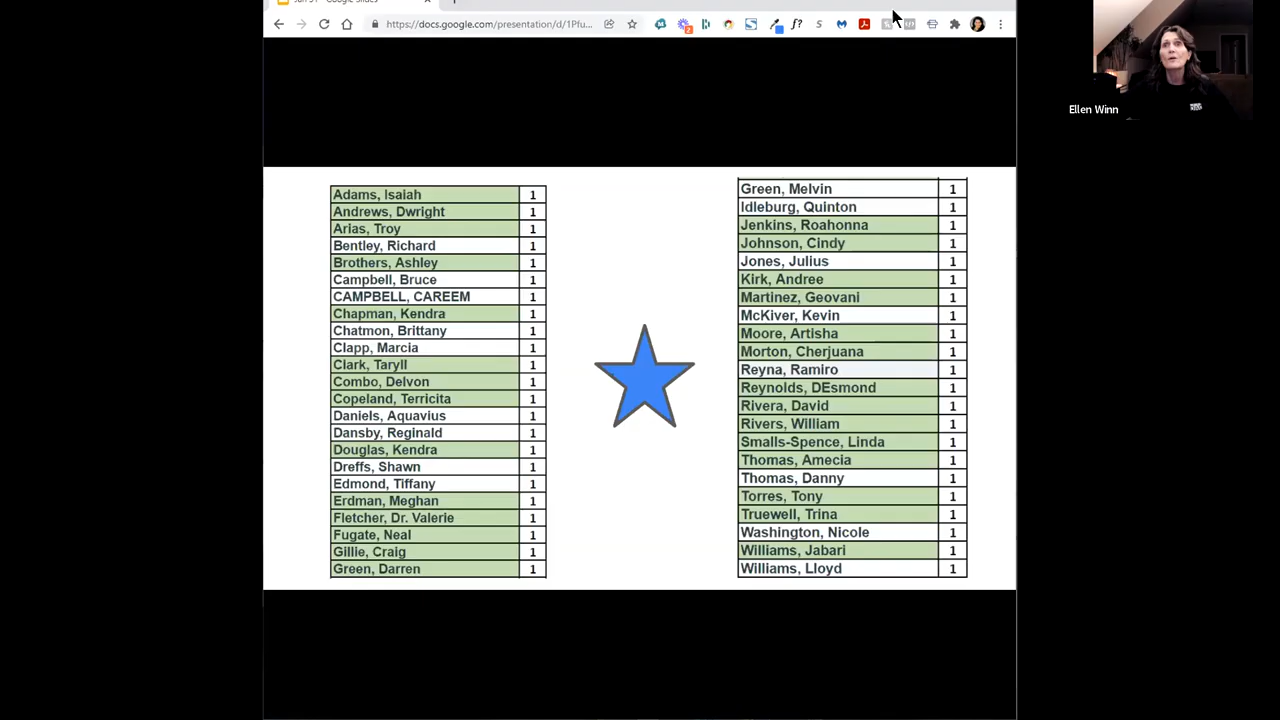 https://docs.google.com/presentation/d/1Pfu...
Ellen Winn
Adams, Isaiah 1
Andrews, Dwright 1
Arias, Troy 1
Bentley, Richard 1
Brothers, Ashley 1
Campbell, Bruce 1
CAMPBELL, CAREEM 1
Chapman, Kendra 1
Chatmon, Brittany 1
Clapp, Marcia 1
Clark, Taryll 1
Combo, Delvon 1
Copeland, Terricita 1
Daniels, Aquavius 1
Dansby, Reginald 1
Douglas, Kendra 1
Dreffs, Shawn 1
Edmond, Tiffany 1
Erdman, Meghan 1
Fletcher, Dr. Valerie 1
Fugate, Neal 1
Gillie, Craig 1
Green, Darren 1
Green, Melvin 1
Idleburg, Quinton 1
Jenkins, Roahonna 1
Johnson, Cindy 1
Jones, Julius 1
Kirk, Andree 1
Martinez, Geovani 1
McKiver, Kevin 1
Moore, Artisha 1
Morton, Cherjuana 1
Reyna, Ramiro 1
Reynolds, DEsmond 1
Rivera, David 1
Rivers, William 1
Smalls-Spence, Linda 1
Thomas, Amecia 1
Thomas, Danny 1
Torres, Tony 1
Truewell, Trina 1
Washington, Nicole 1
Williams, Jabari 1
Williams, Lloyd 1